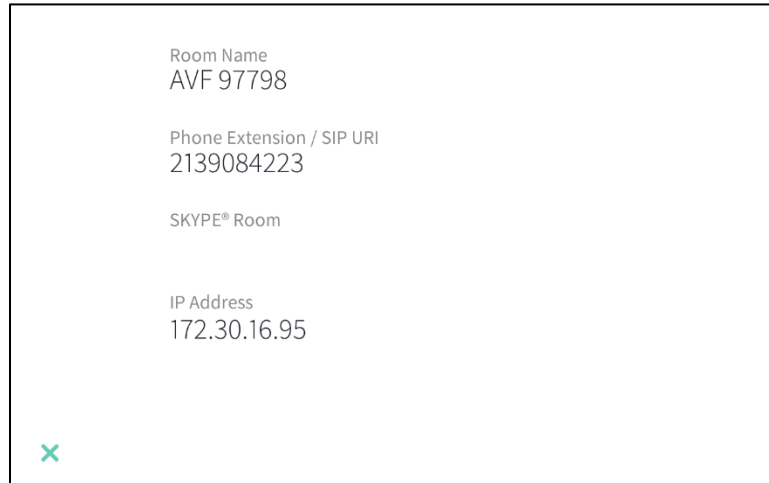 Room Name
AVF 97798
Phone Extension / SIP URI
2139084223
SKYPE® Room
IP Address
172.30.16.95